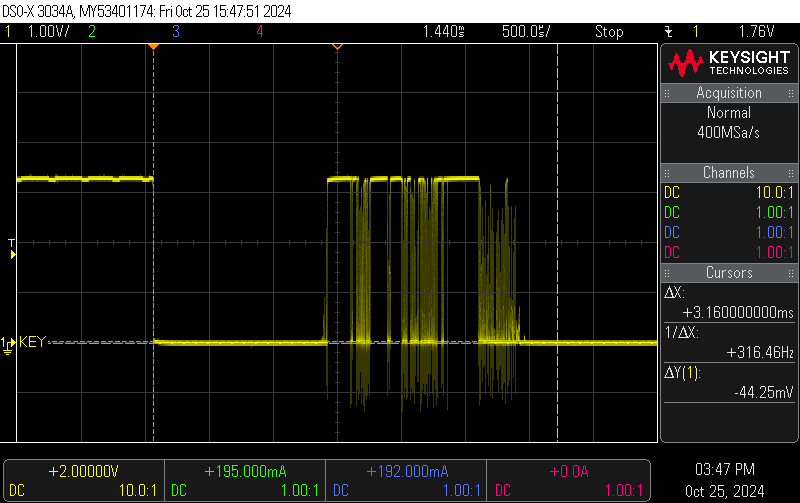 DSO-X 3034A, MY53401174: Fri Oct 25 15:47:51 2024
1 1.00V/ 2 3 4 1.440s 500.0s/ Stop 1 1.76V
KEYSIGHT
TECHNOLOGIES
Acquisition
Normal
400MSa/s
Channels
DC 10.0:1
DC 1.00:1
DC 1.00:1
DC 1.00:1
Cursors
ΔX:
+3.160000000ms
1/ΔX:
+316.46Hz
ΔY(1):
-44.25mV
T
1 KEY
+2.00000V
DC 10.0:1
+195.000mA
DC 1.00:1
+192.000mA
DC 1.00:1
+0.0A
DC 1.00:1
03:47 PM
Oct 25, 2024